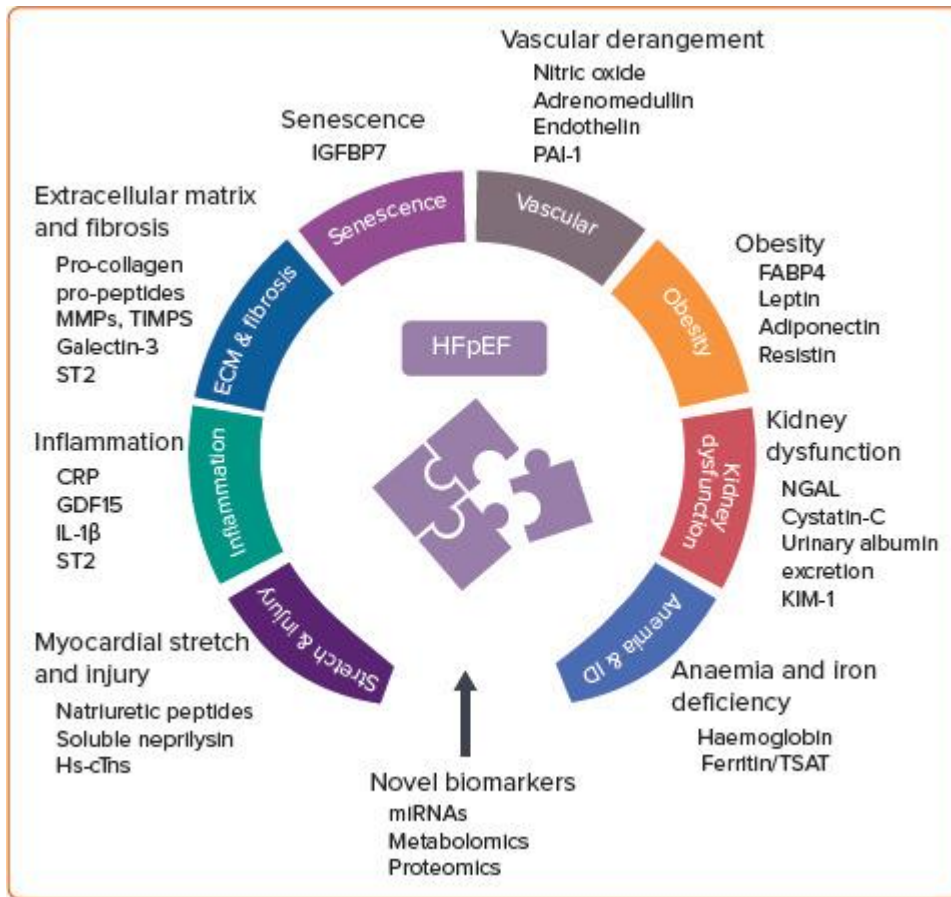 Vascular derangement
Nitric oxide
Adrenomedullin
Endothelin
PAI-1
Senescence
IGFBP7
Extracellular matrix
and fibrosis
Pro-collagen
pro-peptides
MMPs, TIMPS
Galectin-3
ST2
Inflammation
CRP
GDF15
IL-1β
ST2
Myocardial stretch
and injury
Natriuretic peptides
Soluble neprilysin
Hs-cTns
Novel biomarkers
miRNAs
Metabolomics
Proteomics
Obesity
FABP4
Leptin
Adiponectin
Resistin
Kidney
dysfunction
NGAL
Cystatin-C
Urinary albumin
excretion
KIM-1
Anaemia and iron
deficiency
Haemoglobin
Ferritin/TSAT
Senescence
Vascular
Obesity
Kidney
dysfunction
Anemia & ID
Stretch & injury
Inflammation
ECM & fibrosis
HFpEF